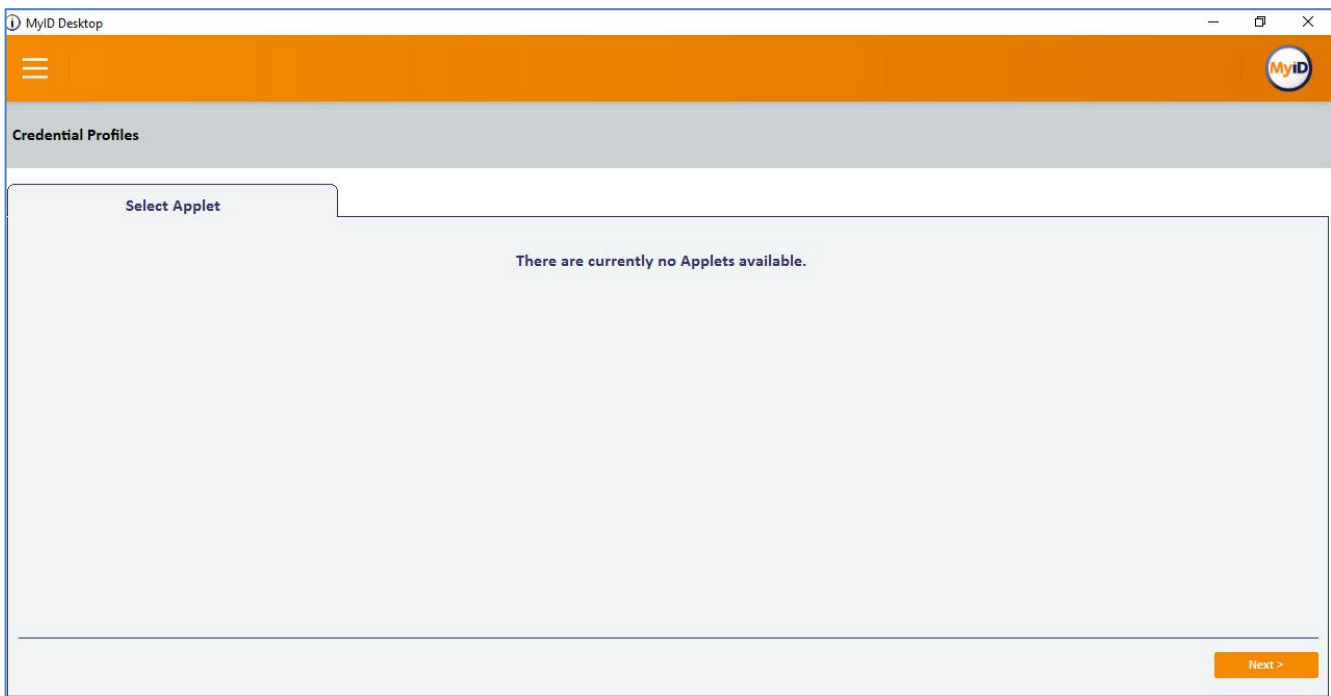 MyID Desktop
MyiD
Credential Profiles
Select Applet
There are currently no Applets available.
Next >